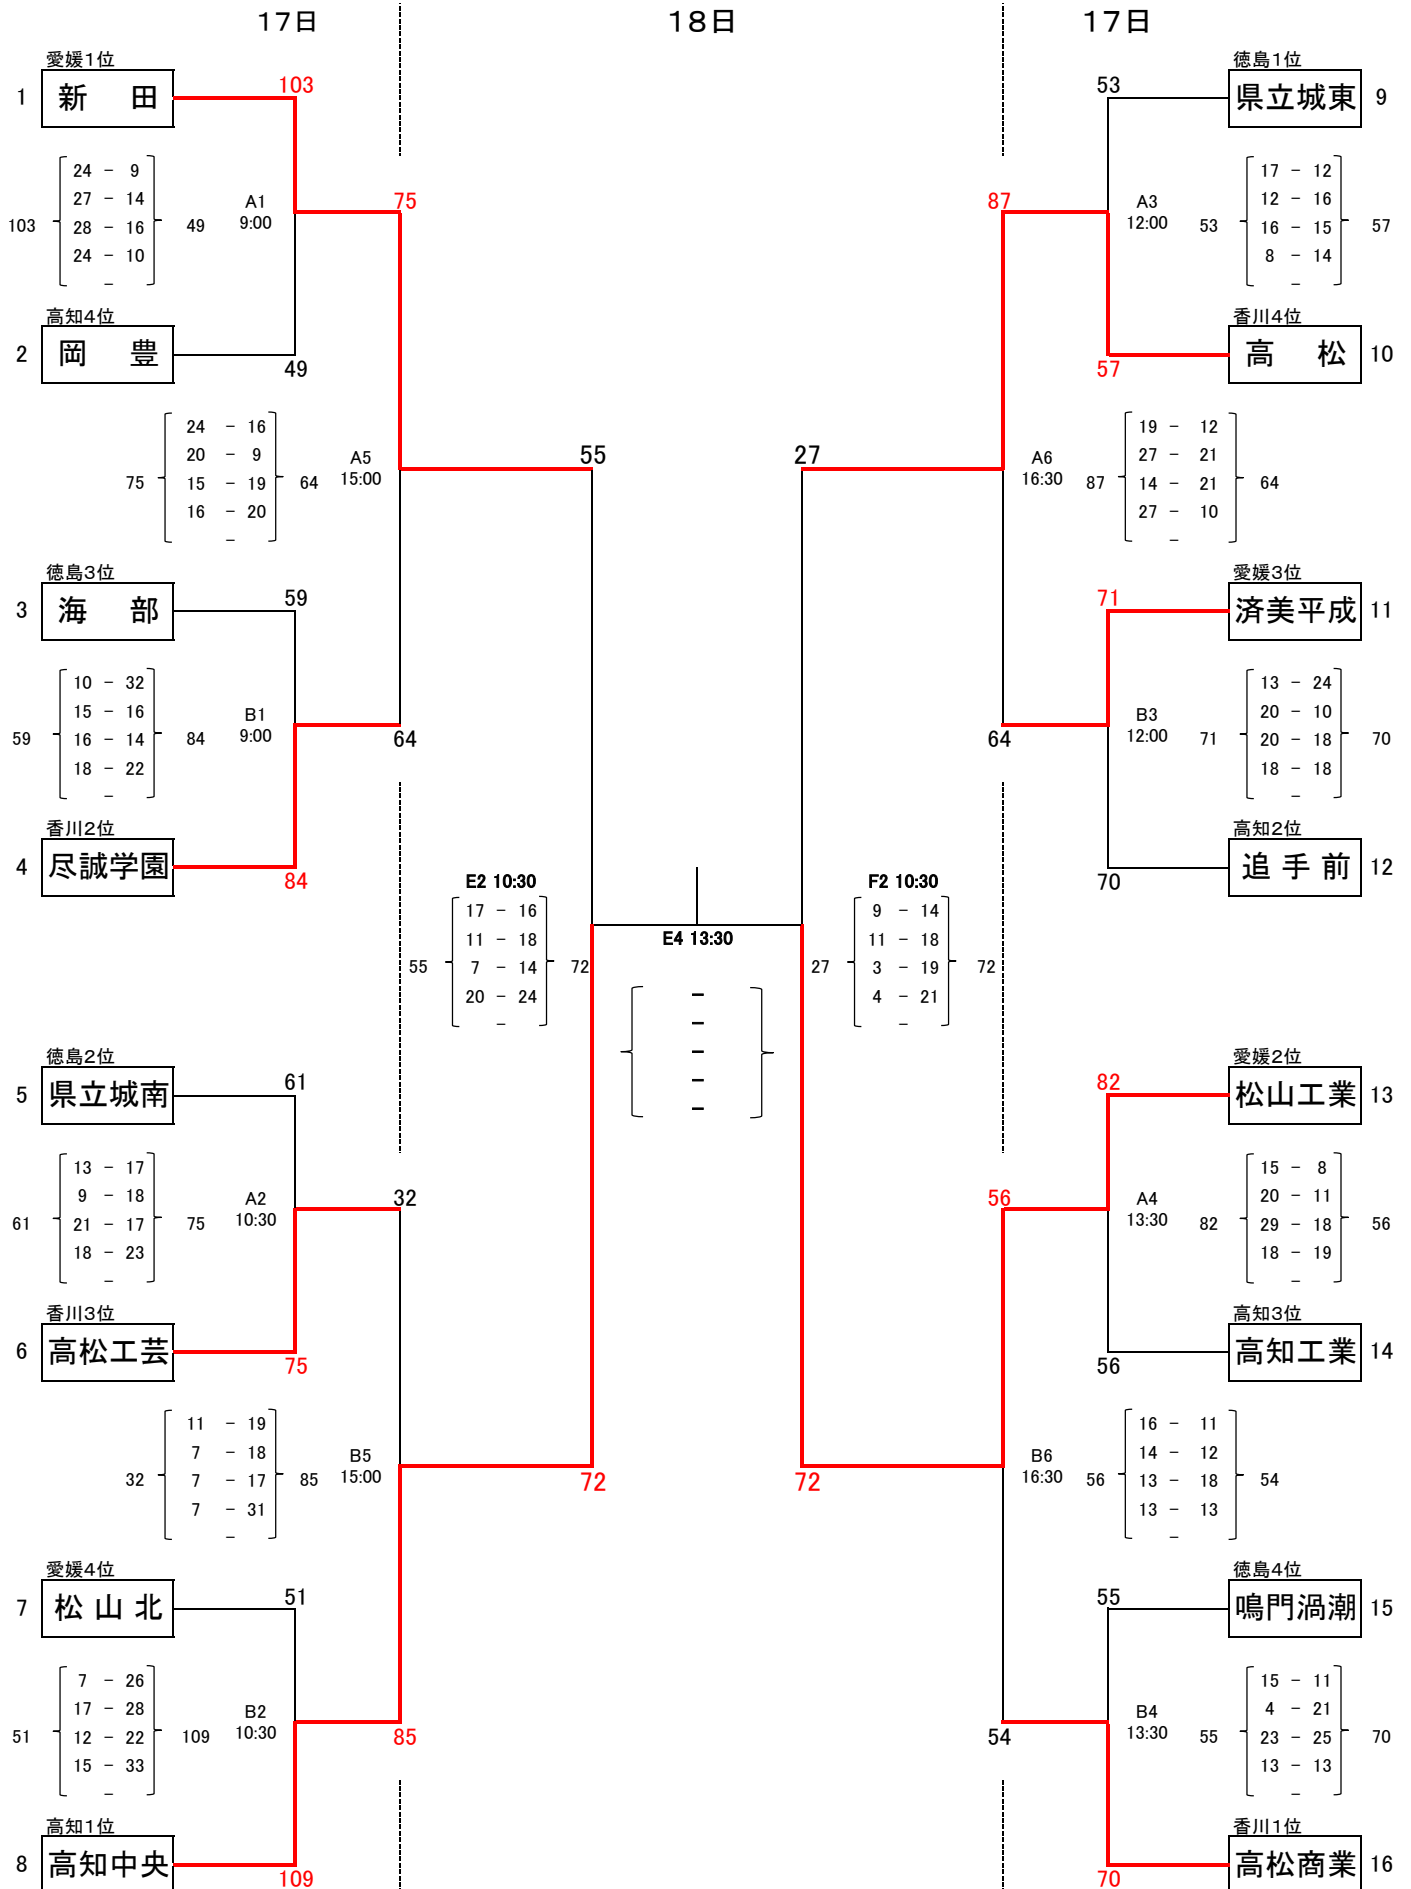 17日
18日
17日
愛媛1位
1 新 田
103
24 - 9
27 - 14
103 28 - 16 49
24 - 10
-
A1
9:00
高知4位
2 岡 豊
49
75
24 - 16
20 - 9
75 15 - 19 64
16 - 20
-
A5
15:00
徳島3位
3 海 部
59
10 - 32
15 - 16
59 16 - 14 84
18 - 22
-
B1
9:00
64
香川2位
4 尽誠学園
84
55
E2 10:30
17 - 16
11 - 18
55 7 - 14 72
20 - 24
-
徳島2位
5 県立城南
61
13 - 17
9 - 18
61 21 - 17 75
18 - 23
-
A2
10:30
32
香川3位
6 高松工芸
75
11 - 19
7 - 18
32 7 - 17 85
7 - 31
-
B5
15:00
72
愛媛4位
7 松山北
51
7 - 26
17 - 28
51 12 - 22 109
15 - 33
-
B2
10:30
85
高知1位
8 高知中央
109
E4 13:30
-
-
-
-
-
徳島1位
53
県立城東 9
87
A3
12:00
17 - 12
12 - 16
53 16 - 15 57
8 - 14
-
香川4位
57
高 松 10
27
A6
16:30
19 - 12
27 - 21
87 14 - 21 64
27 - 10
-
愛媛3位
71
済美平成 11
64
B3
12:00
13 - 24
20 - 10
71 20 - 18 70
18 - 18
-
高知2位
70
追手前 12
F2 10:30
9 - 14
11 - 18
27 3 - 19 72
4 - 21
-
愛媛2位
82
松山工業 13
56
A4
13:30
15 - 8
20 - 11
82 29 - 18 56
18 - 19
-
高知3位
56
高知工業 14
72
B6
16:30
16 - 11
14 - 12
56 13 - 18 54
13 - 13
-
徳島4位
55
鳴門渦潮 15
54
B4
13:30
15 - 11
4 - 21
55 23 - 25 70
13 - 13
-
香川1位
70
高松商業 16